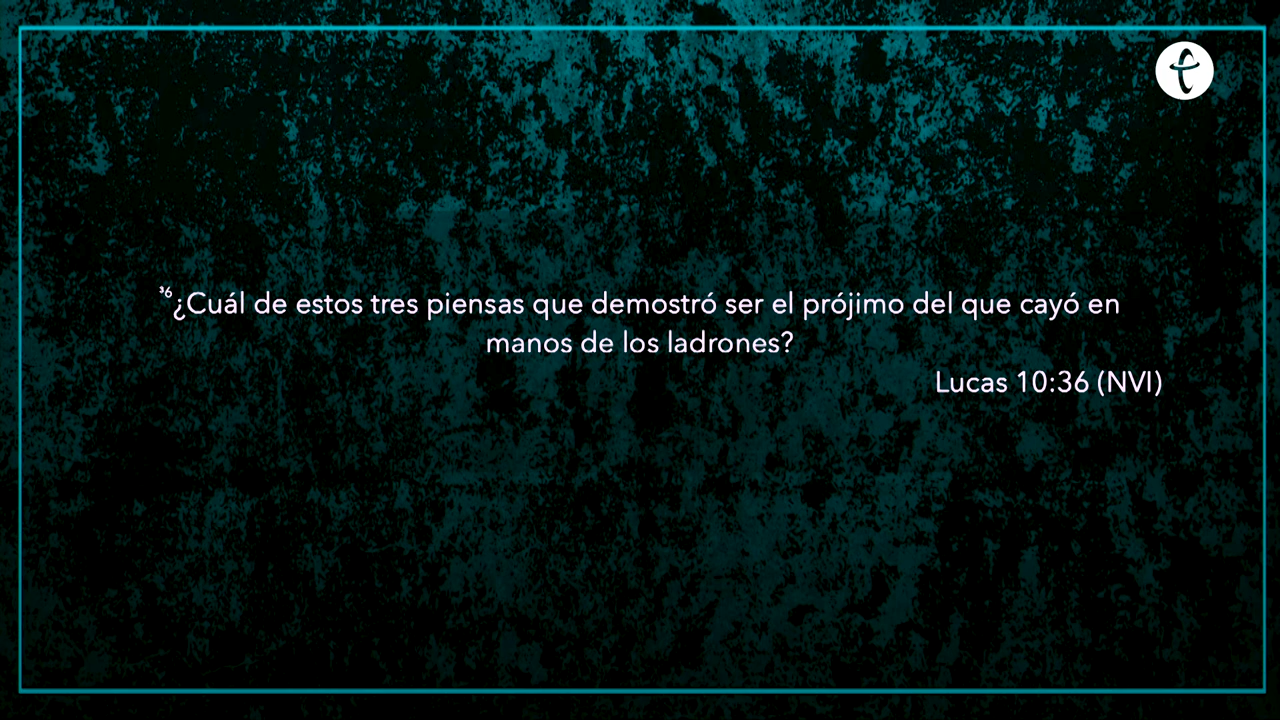 ³⁶¿Cuál de estos tres piensas que demostró ser el prójimo del que cayó en
manos de los ladrones?
Lucas 10:36 (NVI)